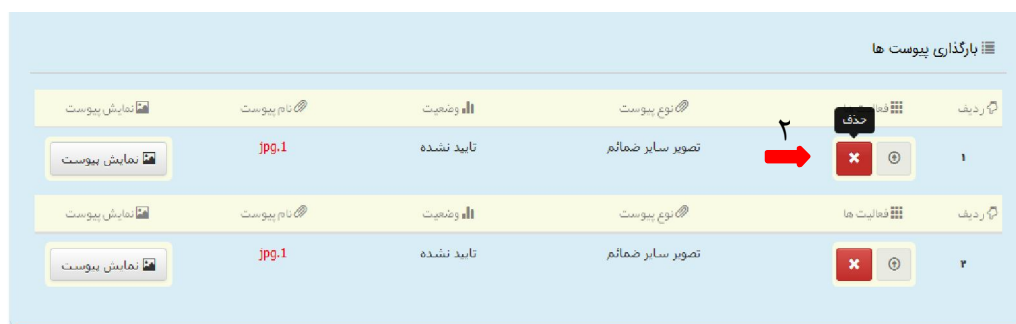 بارگذاری پیوست ها
ردیف فعالیت ها نوع پیوست وضعیت نام پیوست نمایش پیوست
حذف
۲
۱ تصویر سایر ضمائم تایید نشده jpg.1 نمایش پیوست
ردیف فعالیت ها نوع پیوست وضعیت نام پیوست نمایش پیوست
۲ تصویر سایر ضمائم تایید نشده jpg.1 نمایش پیوست